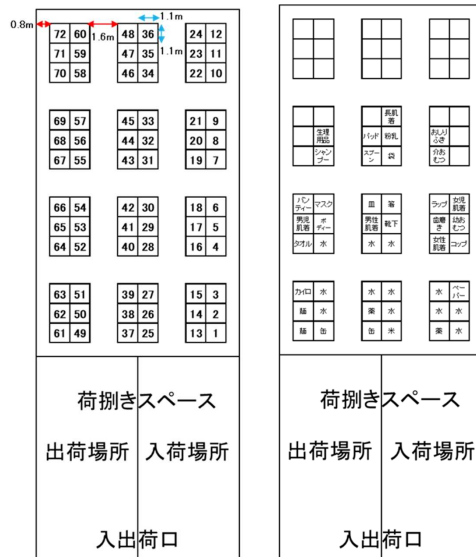 0.8m
1.6m
1.1m
1.1m
72 60 48 36 24 12
71 59 47 35 23 11
70 58 46 34 22 10
69 57 45 33 21 9
68 56 44 32 20 8
67 55 43 31 19 7
66 54 42 30 18 6
65 53 41 29 17 5
64 52 40 28 16 4
63 51 39 27 15 3
62 50 38 26 14 2
61 49 37 25 13 1
荷捌きスペース
出荷場所 入荷場所
入出荷口
長肌
着
生理
用品
パッド 粉乳
おしり
ふき
シャン
プー
スプー
ン
袋
介お
むつ
パン
ティー
マスク 皿 箸 ラップ
女児
肌着
男児
肌着
ボ
ディー
男性
肌着
靴下
歯磨
き
幼お
むつ
タオル 水 水 水
女性
肌着
コップ
カイロ 水 水 水 水
ペー
パー
水 薬 水 水 水
缶 缶 米 薬 水
荷捌きスペース
出荷場所 入荷場所
入出荷口